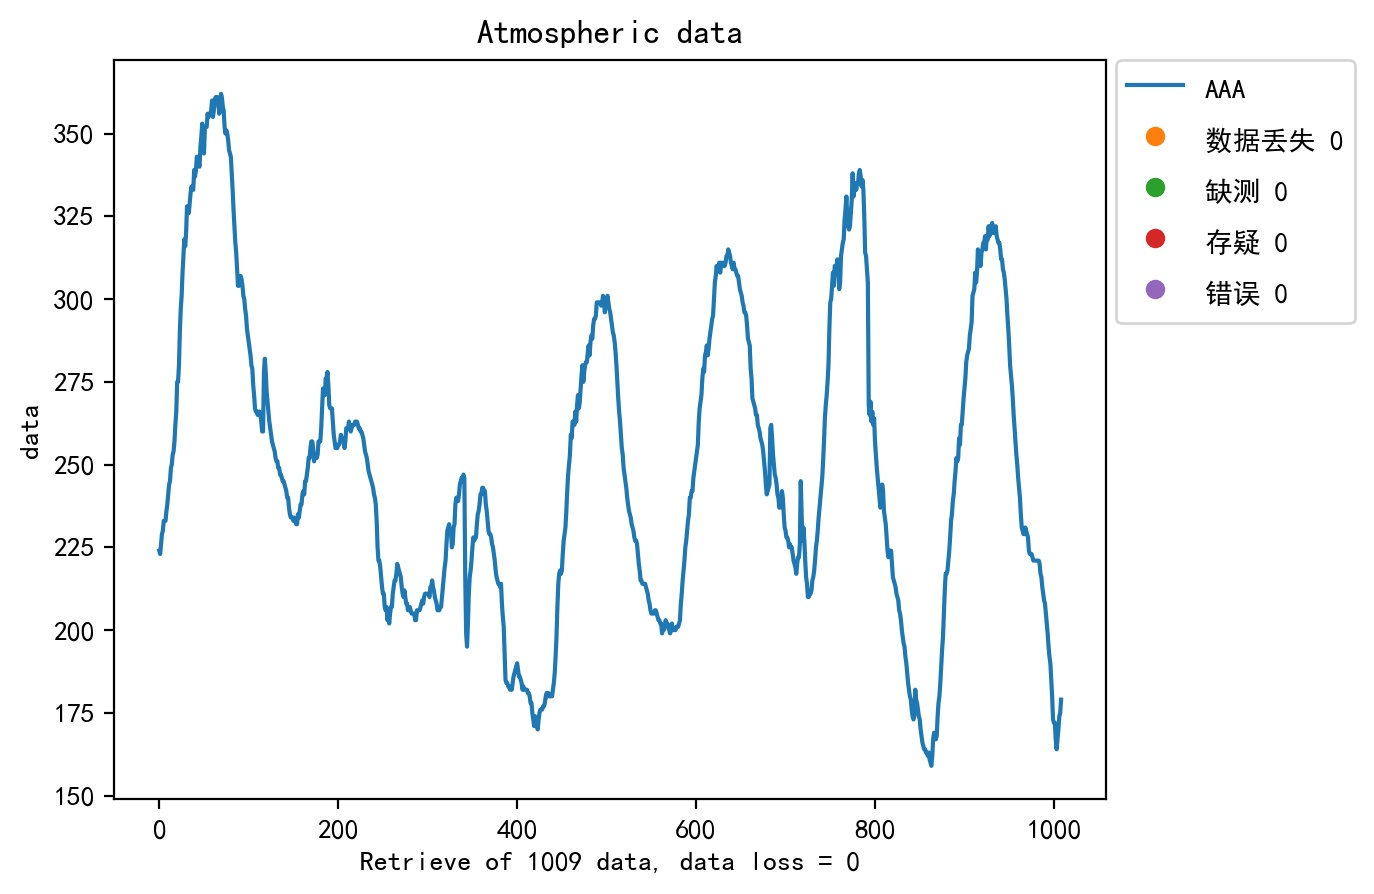 Atmospheric data
AAA
数据丢失 0
缺测 0
存疑 0
错误 0
data
350
325
300
275
250
225
200
175
150
0 200 400 600 800 1000
Retrieve of 1009 data, data loss = 0